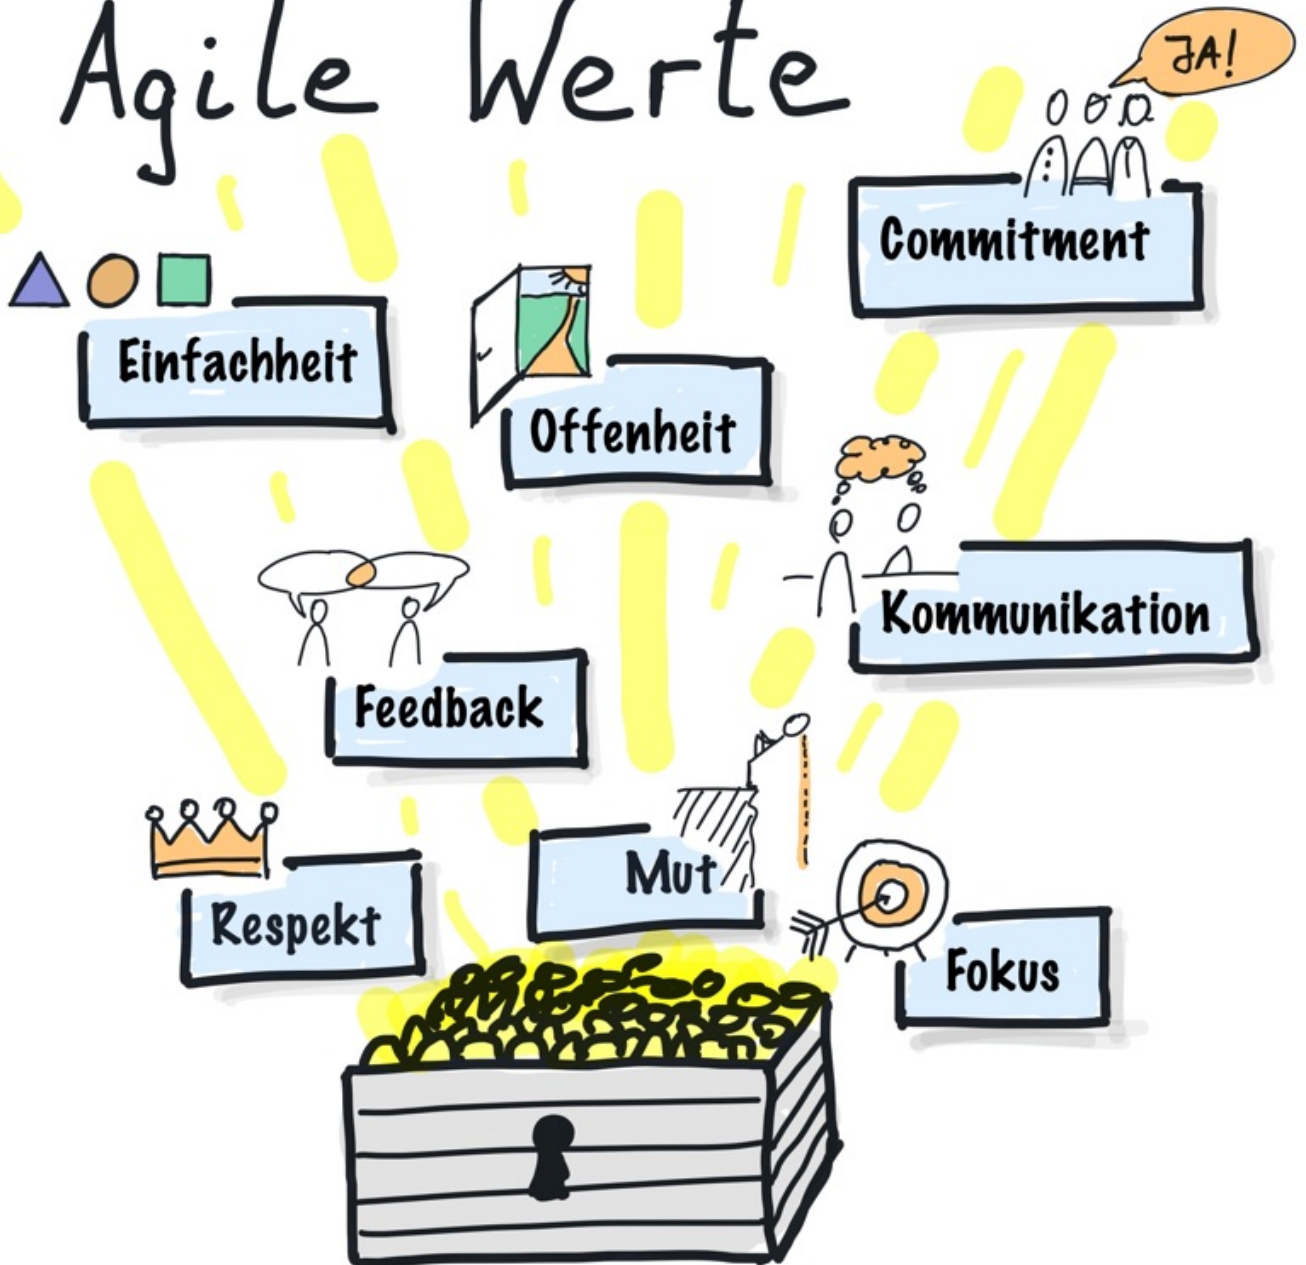 Agile Werte
JA!
Commitment
Einfachheit
Offenheit
Kommunikation
Feedback
Mut
Respekt
Fokus